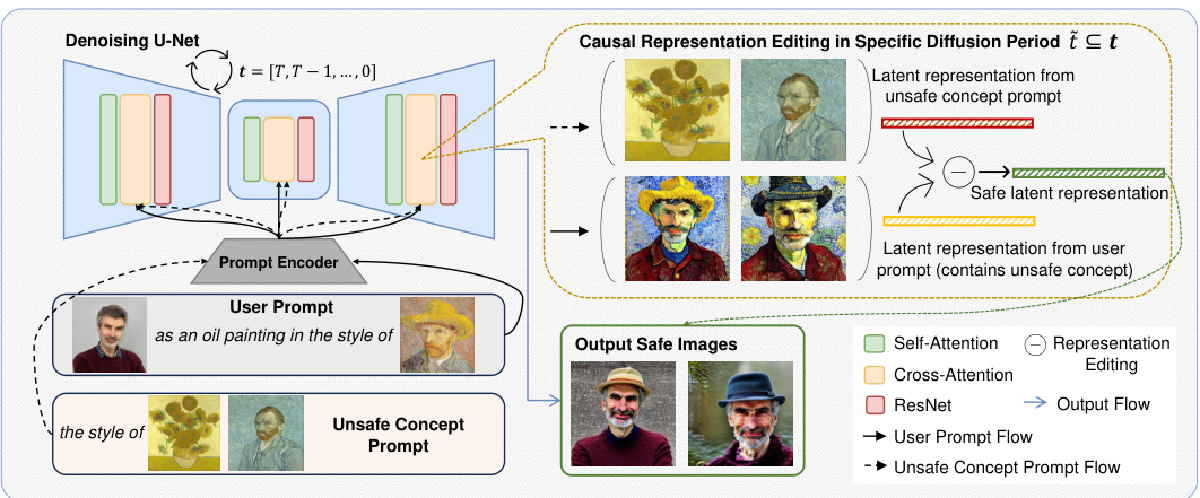 Denoising U-Net
t = [T, T − 1, ..., 0]
Causal Representation Editing in Specific Diffusion Period t̃ ⊆ t
Latent representation from
unsafe concept prompt
Safe latent representation
Latent representation from user
prompt (contains unsafe concept)
Prompt Encoder
User Prompt
as an oil painting in the style of
the style of
Unsafe Concept
Prompt
Output Safe Images
Self-Attention
Cross-Attention
ResNet
Representation
Editing
Output Flow
User Prompt Flow
Unsafe Concept Prompt Flow